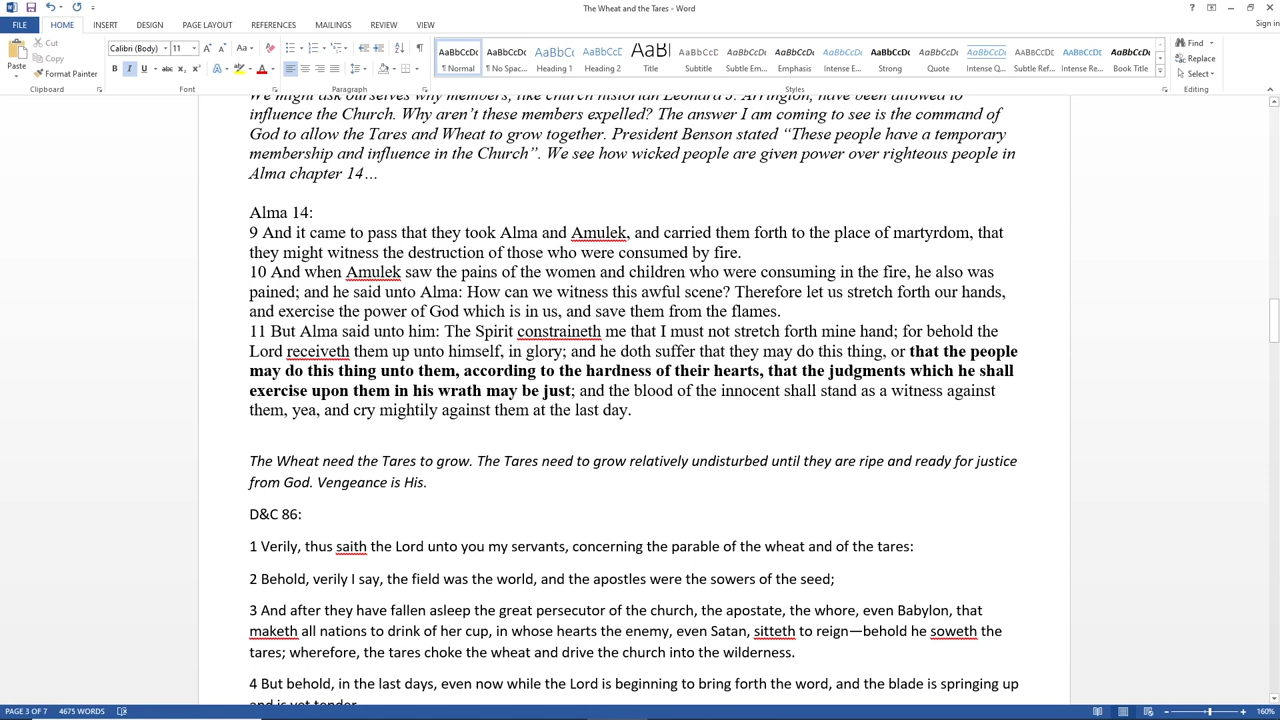 The Wheat and the Tares - Word
Sign in
FILE HOME INSERT DESIGN PAGE LAYOUT REFERENCES MAILINGS REVIEW VIEW
Paste
Cut
Copy
Format Painter
Clipboard
Calibri (Body) 11
Font
Paragraph
AaBbCcDc AaBbCcDc AaBbCc AaBbCcDc AaBl AaBbCcDc AaBbCcDc AaBbCcDc AaBbCcDc AaBbCcDc AaBbCcDc AaBbCcDc AaBbCcDc AaBbCcDc AaBbCcDc
¶ Normal ¶ No Spac... Heading 1 Heading 2 Title Subtitle Subtle Em... Emphasis Intense E... Strong Quote Intense Q... Subtle Ref... Intense Re... Book Title
Styles
Find
Replace
Select
Editing
We might ask ourselves why members, like church historian Leonard J. Arrington, have been allowed to
influence the Church. Why aren’t these members expelled? The answer I am coming to see is the command of
God to allow the Tares and Wheat to grow together. President Benson stated “These people have a temporary
membership and influence in the Church”. We see how wicked people are given power over righteous people in
Alma chapter 14…
Alma 14:
9 And it came to pass that they took Alma and Amulek, and carried them forth to the place of martyrdom, that
they might witness the destruction of those who were consumed by fire.
10 And when Amulek saw the pains of the women and children who were consuming in the fire, he also was
pained; and he said unto Alma: How can we witness this awful scene? Therefore let us stretch forth our hands,
and exercise the power of God which is in us, and save them from the flames.
11 But Alma said unto him: The Spirit constraineth me that I must not stretch forth mine hand; for behold the
Lord receiveth them up unto himself, in glory; and he doth suffer that they may do this thing, or that the people
may do this thing unto them, according to the hardness of their hearts, that the judgments which he shall
exercise upon them in his wrath may be just; and the blood of the innocent shall stand as a witness against
them, yea, and cry mightily against them at the last day.
The Wheat need the Tares to grow. The Tares need to grow relatively undisturbed until they are ripe and ready for justice
from God. Vengeance is His.
D&C 86:
1 Verily, thus saith the Lord unto you my servants, concerning the parable of the wheat and of the tares:
2 Behold, verily I say, the field was the world, and the apostles were the sowers of the seed;
3 And after they have fallen asleep the great persecutor of the church, the apostate, the whore, even Babylon, that
maketh all nations to drink of her cup, in whose hearts the enemy, even Satan, sitteth to reign—behold he soweth the
tares; wherefore, the tares choke the wheat and drive the church into the wilderness.
4 But behold, in the last days, even now while the Lord is beginning to bring forth the word, and the blade is springing up
and is yet tender
PAGE 3 OF 7 4675 WORDS
160%